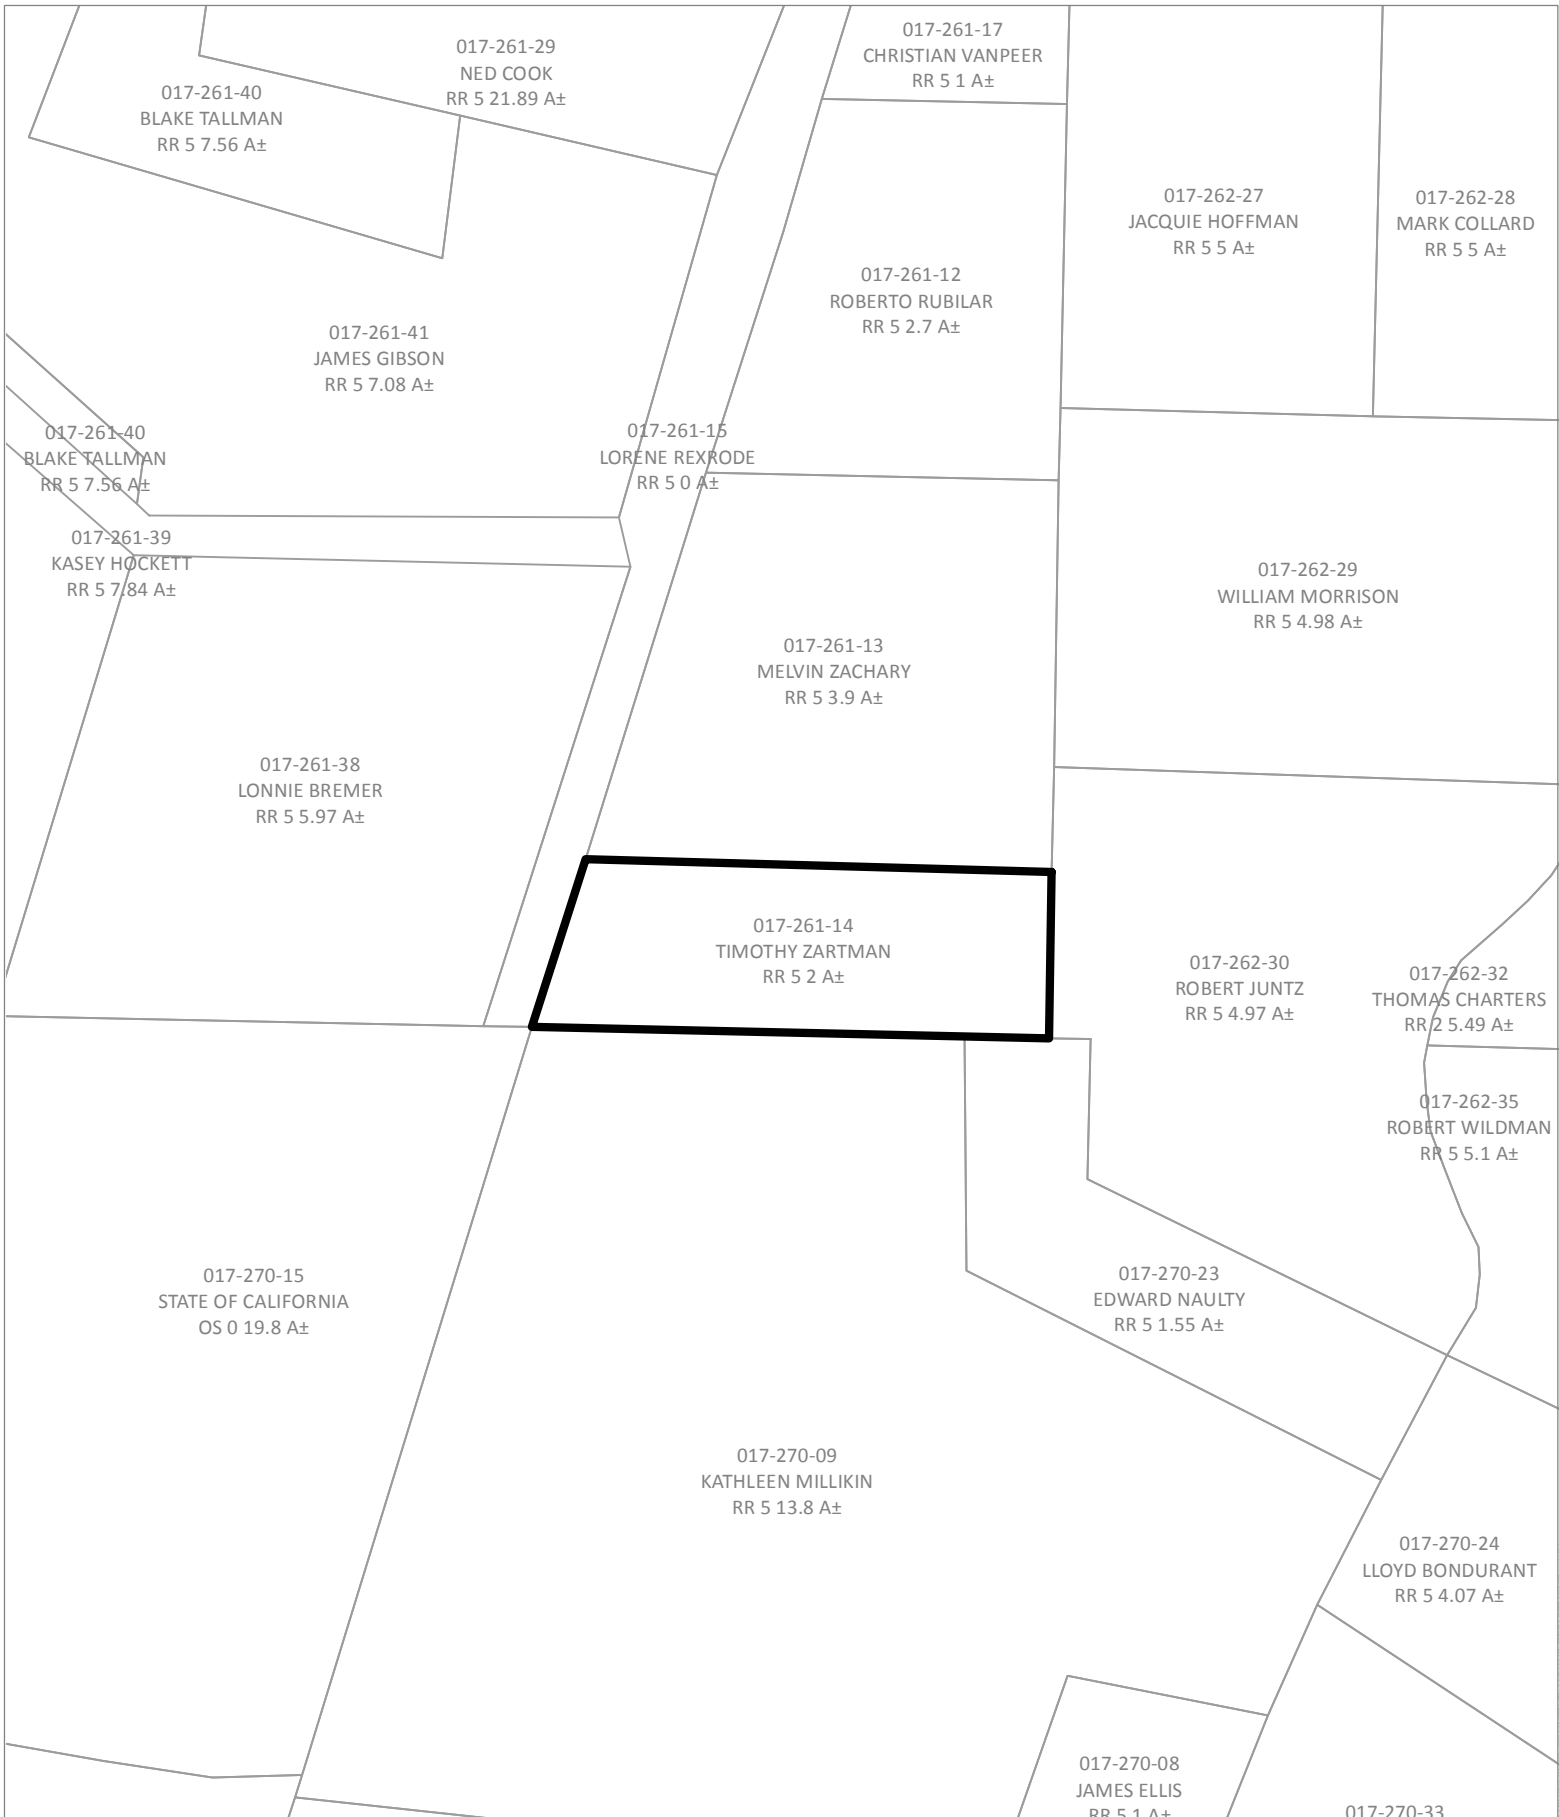 017-261-17
CHRISTIAN VANPEER
RR 5 1 A±
017-261-29
NED COOK
RR 5 21.89 A±
017-261-40
BLAKE TALLMAN
RR 5 7.56 A±
017-262-27
JACQUIE HOFFMAN
RR 5 5 A±
017-262-28
MARK COLLARD
RR 5 5 A±
017-261-12
ROBERTO RUBILAR
RR 5 2.7 A±
017-261-41
JAMES GIBSON
RR 5 7.08 A±
017-261-40
BLAKE TALLMAN
RR 5 7.56 A±
017-261-15
LORENE REXRODE
RR 5 0 A±
017-261-39
KASEY HOCKETT
RR 5 7.84 A±
017-262-29
WILLIAM MORRISON
RR 5 4.98 A±
017-261-13
MELVIN ZACHARY
RR 5 3.9 A±
017-261-38
LONNIE BREMER
RR 5 5.97 A±
017-261-14
TIMOTHY ZARTMAN
RR 5 2 A±
017-262-30
ROBERT JUNTZ
RR 5 4.97 A±
017-262-32
THOMAS CHARTERS
RR 2 5.49 A±
017-262-35
ROBERT WILDMAN
RR 5 5.1 A±
017-270-15
STATE OF CALIFORNIA
OS 0 19.8 A±
017-270-23
EDWARD NAULTY
RR 5 1.55 A±
017-270-09
KATHLEEN MILLIKIN
RR 5 13.8 A±
017-270-24
LLOYD BONDURANT
RR 5 4.07 A±
017-270-08
JAMES ELLIS
RR 5 1 A±
017-270-33